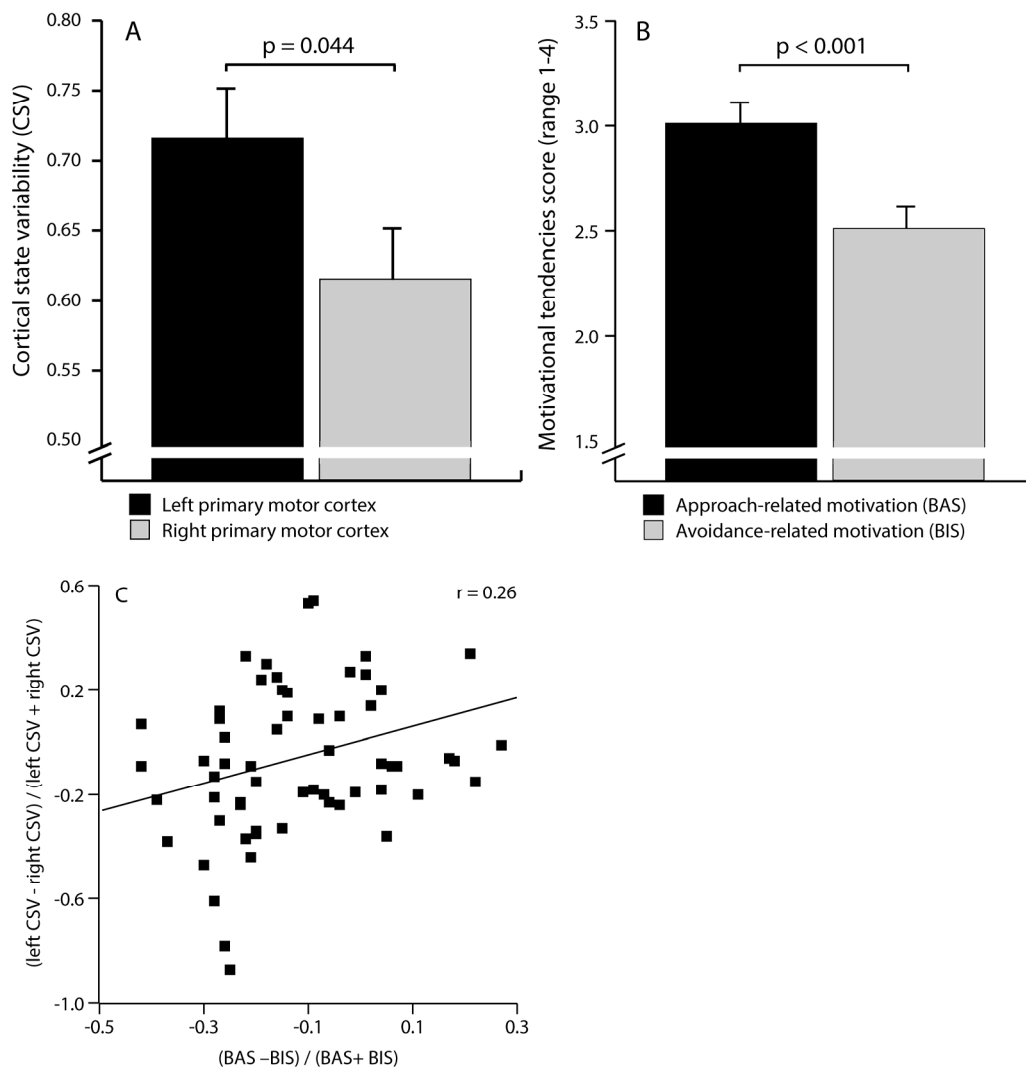 A
p = 0.044
Cortical state variability (CSV)
0.80
0.75
0.70
0.65
0.60
0.55
0.50
Left primary motor cortex
Right primary motor cortex
B
p < 0.001
Motivational tendencies score (range 1-4)
3.5
3.0
2.5
2.0
1.5
Approach-related motivation (BAS)
Avoidance-related motivation (BIS)
C
r = 0.26
(left CSV - right CSV) / (left CSV + right CSV)
0.6
0.2
-0.2
-0.6
-1.0
-0.5
-0.3
-0.1
0.1
0.3
(BAS –BIS) / (BAS+ BIS)